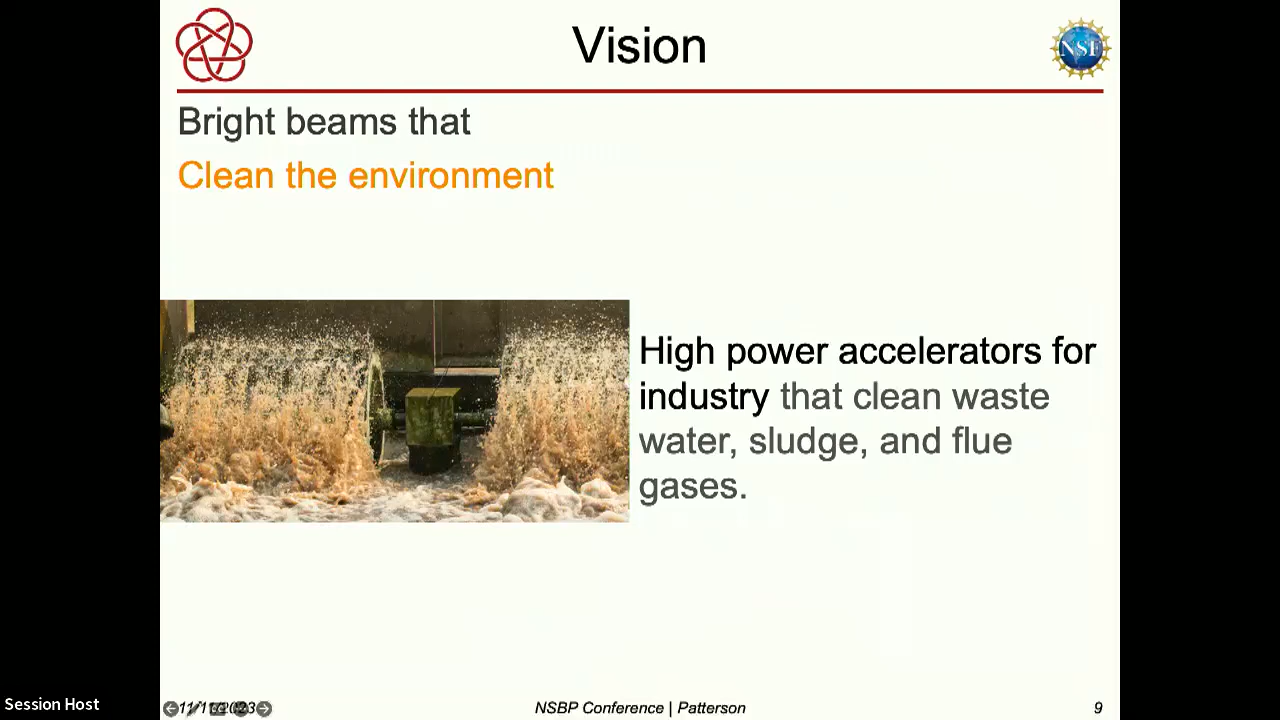 Vision
NSF
Bright beams that
Clean the environment
High power accelerators for
industry that clean waste
water, sludge, and flue
gases.
NSBP Conference | Patterson
9
Session Host